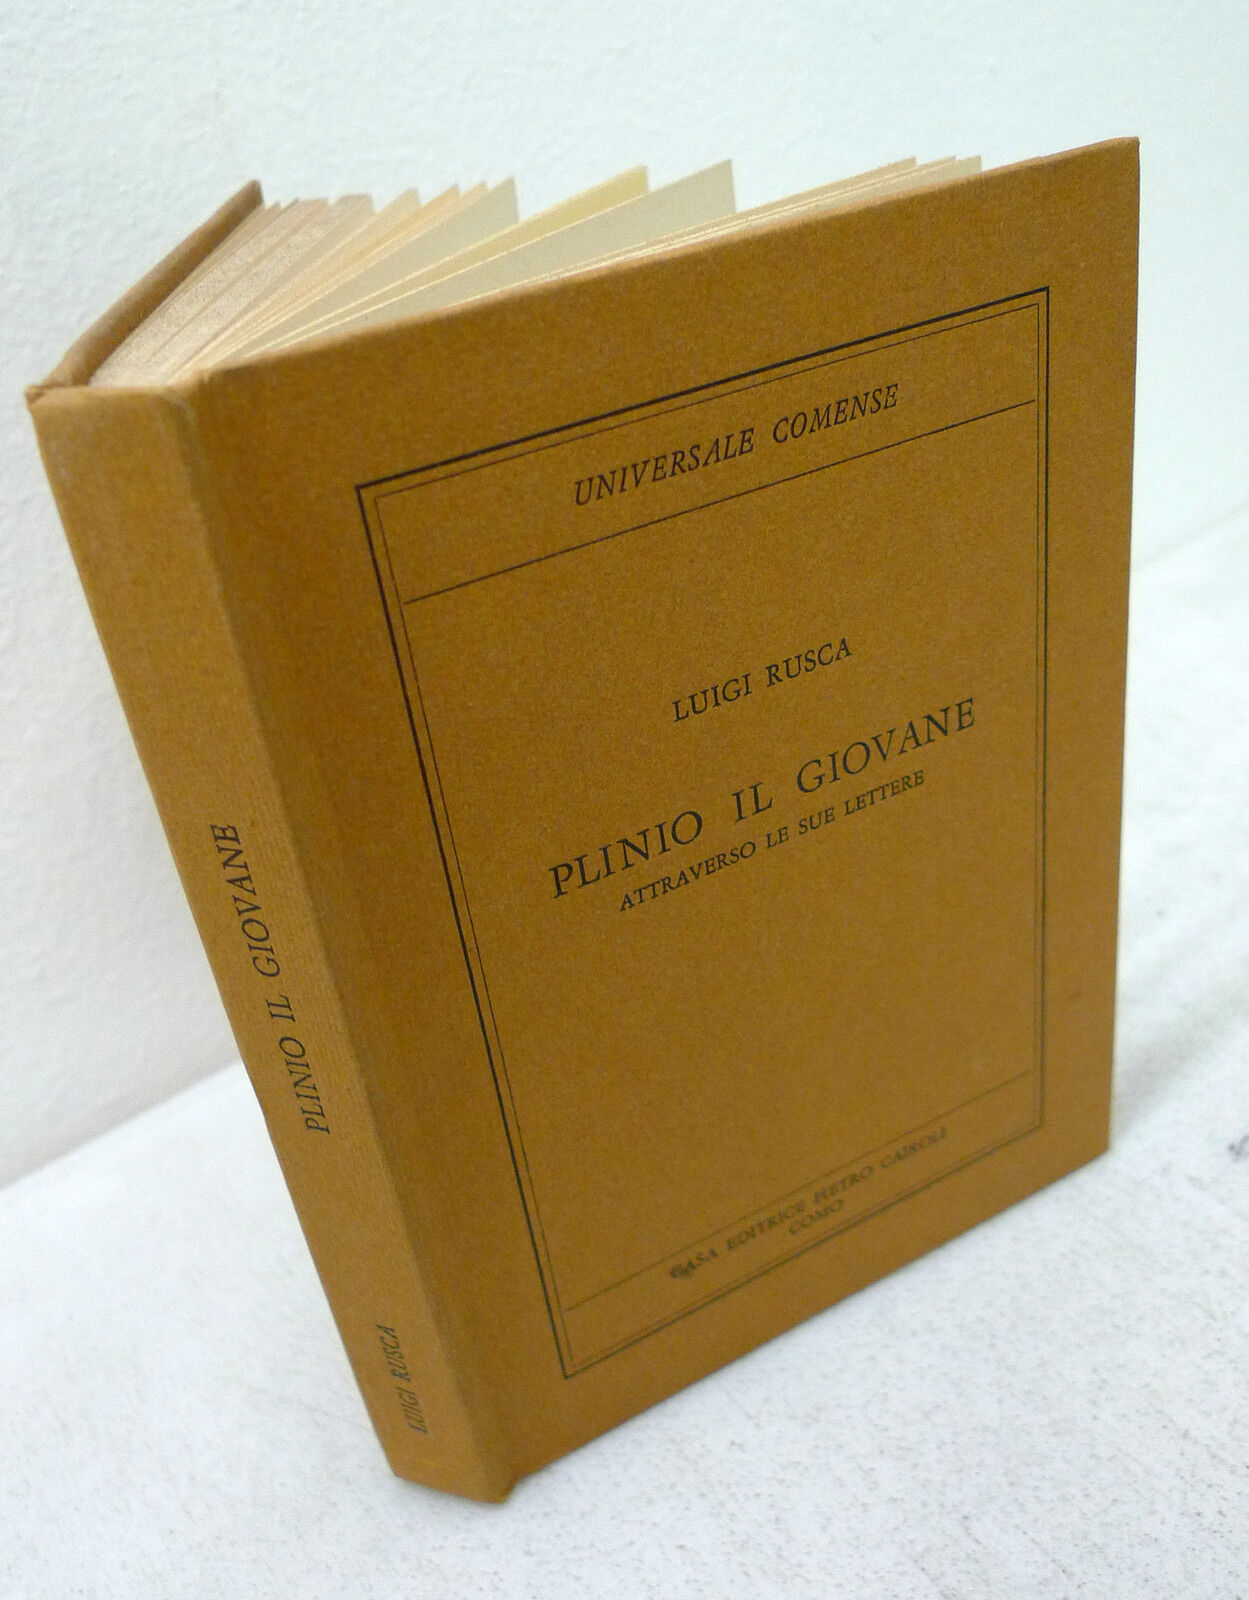 UNIVERSALE COMENSE
LUIGI RUSCA
PLINIO IL GIOVANE
ATTRAVERSO LE SUE LETTERE
CASA EDITRICE PIETRO CAIROLI
COMO
PLINIO IL GIOVANE
LUIGI RUSCA